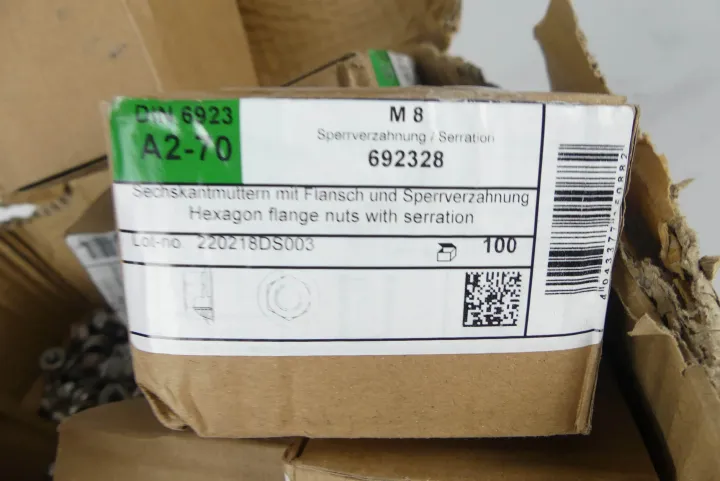 DIN 6923
A2-70
M 8
Sperrverzahnung / Serration
692328
Sechskantmuttern mit Flansch und Sperrverzahnung
Hexagon flange nuts with serration
Lot-no. 220218DS003
100